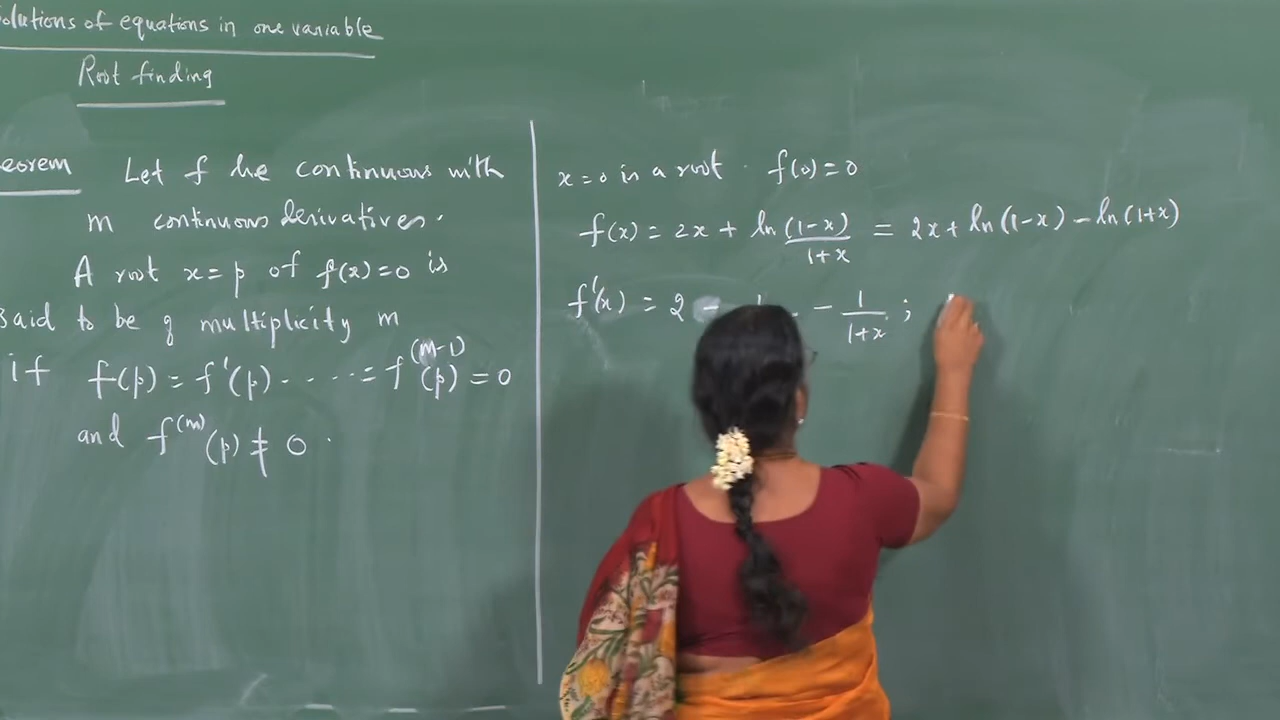 olutions of equations in one variable
Root finding
eorem Let f be continuous with
m continuous derivatives.
A root x=p of f(x)=0 is
said to be of multiplicity m
if f(p) = f'(p) ..... = f^(m-1)(p) = 0
and f^(m)(p) ≠ 0.
x=0 is a root. f(0)=0
f(x) = 2x + ln (1-x)/1+x = 2x + ln(1-x) - ln(1+x)
f'(x) = 2 - 1 - 1/1+x ;